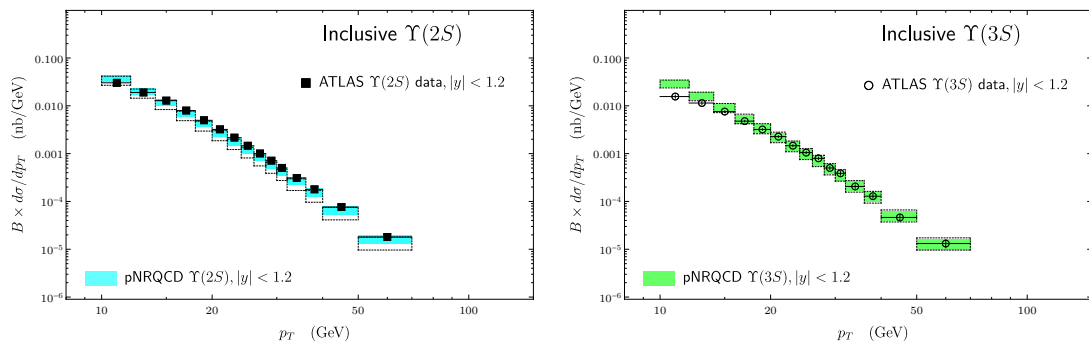 Inclusive Υ(2S)
ATLAS Υ(2S) data, |y| < 1.2
pNRQCD Υ(2S), |y| < 1.2
B × dσ/dp_T (nb/GeV)
0.100
0.010
0.001
10⁻⁴
10⁻⁵
10⁻⁶
10
20
50
100
p_T (GeV)
Inclusive Υ(3S)
ATLAS Υ(3S) data, |y| < 1.2
pNRQCD Υ(3S), |y| < 1.2
B × dσ/dp_T (nb/GeV)
0.100
0.010
0.001
10⁻⁴
10⁻⁵
10⁻⁶
10
20
50
100
p_T (GeV)